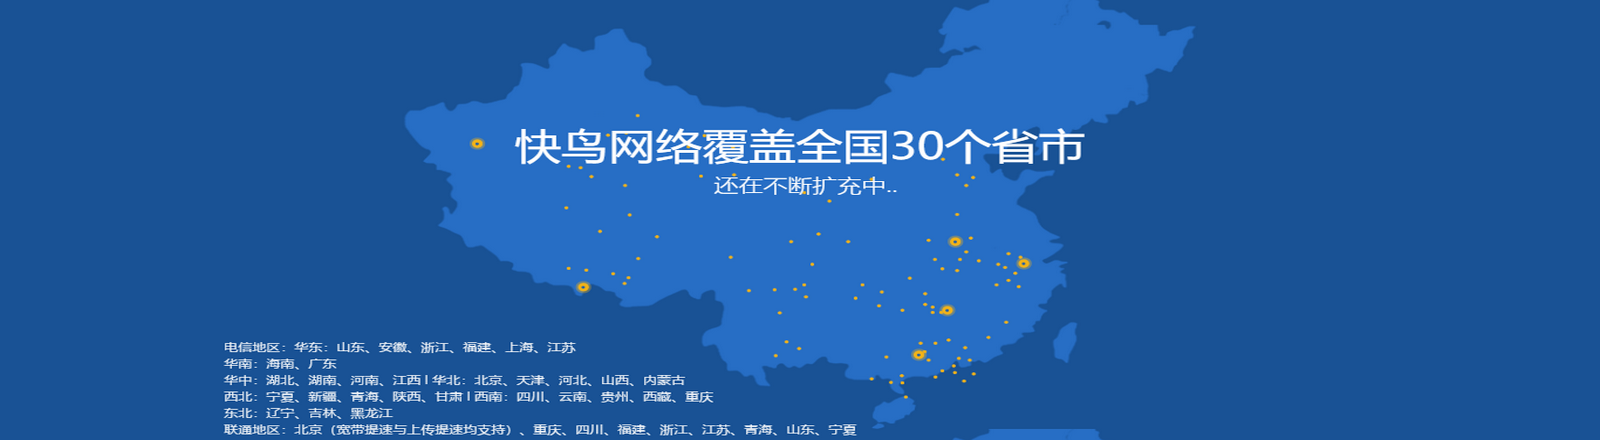 快鸟网络覆盖全国30个省市
还在不断扩充中..
电信地区：华东：山东、安徽、浙江、福建、上海、江苏
华南：海南、广东
华中：湖北、湖南、河南、江西 | 华北：北京、天津、河北、山西、内蒙古
西北：宁夏、新疆、青海、陕西、甘肃 | 西南：四川、云南、贵州、西藏、重庆
东北：辽宁、吉林、黑龙江
联通地区：北京（宽带提速与上传提速均支持）、重庆、四川、福建、浙江、江苏、青海、山东、宁夏